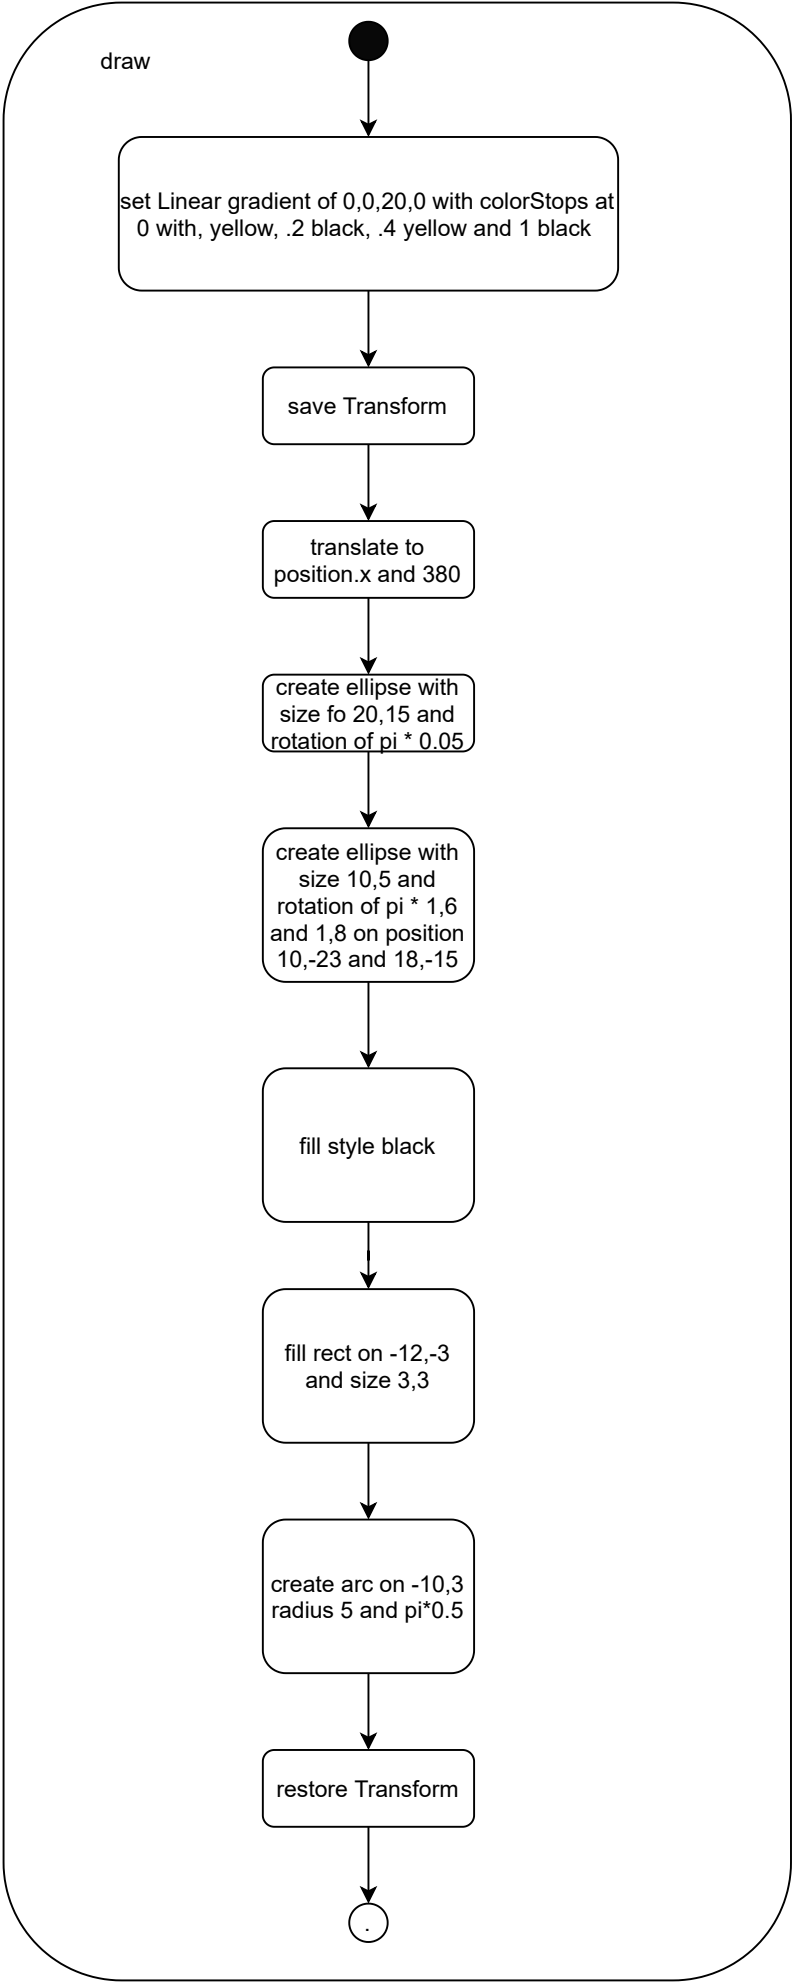 draw
set Linear gradient of 0,0,20,0 with colorStops at
0 with, yellow, .2 black, .4 yellow and 1 black
save Transform
translate to
position.x and 380
create ellipse with
size fo 20,15 and
rotation of pi * 0.05
create ellipse with
size 10,5 and
rotation of pi * 1,6
and 1,8 on position
10,-23 and 18,-15
fill style black
fill rect on -12,-3
and size 3,3
create arc on -10,3
radius 5 and pi*0.5
restore Transform
.